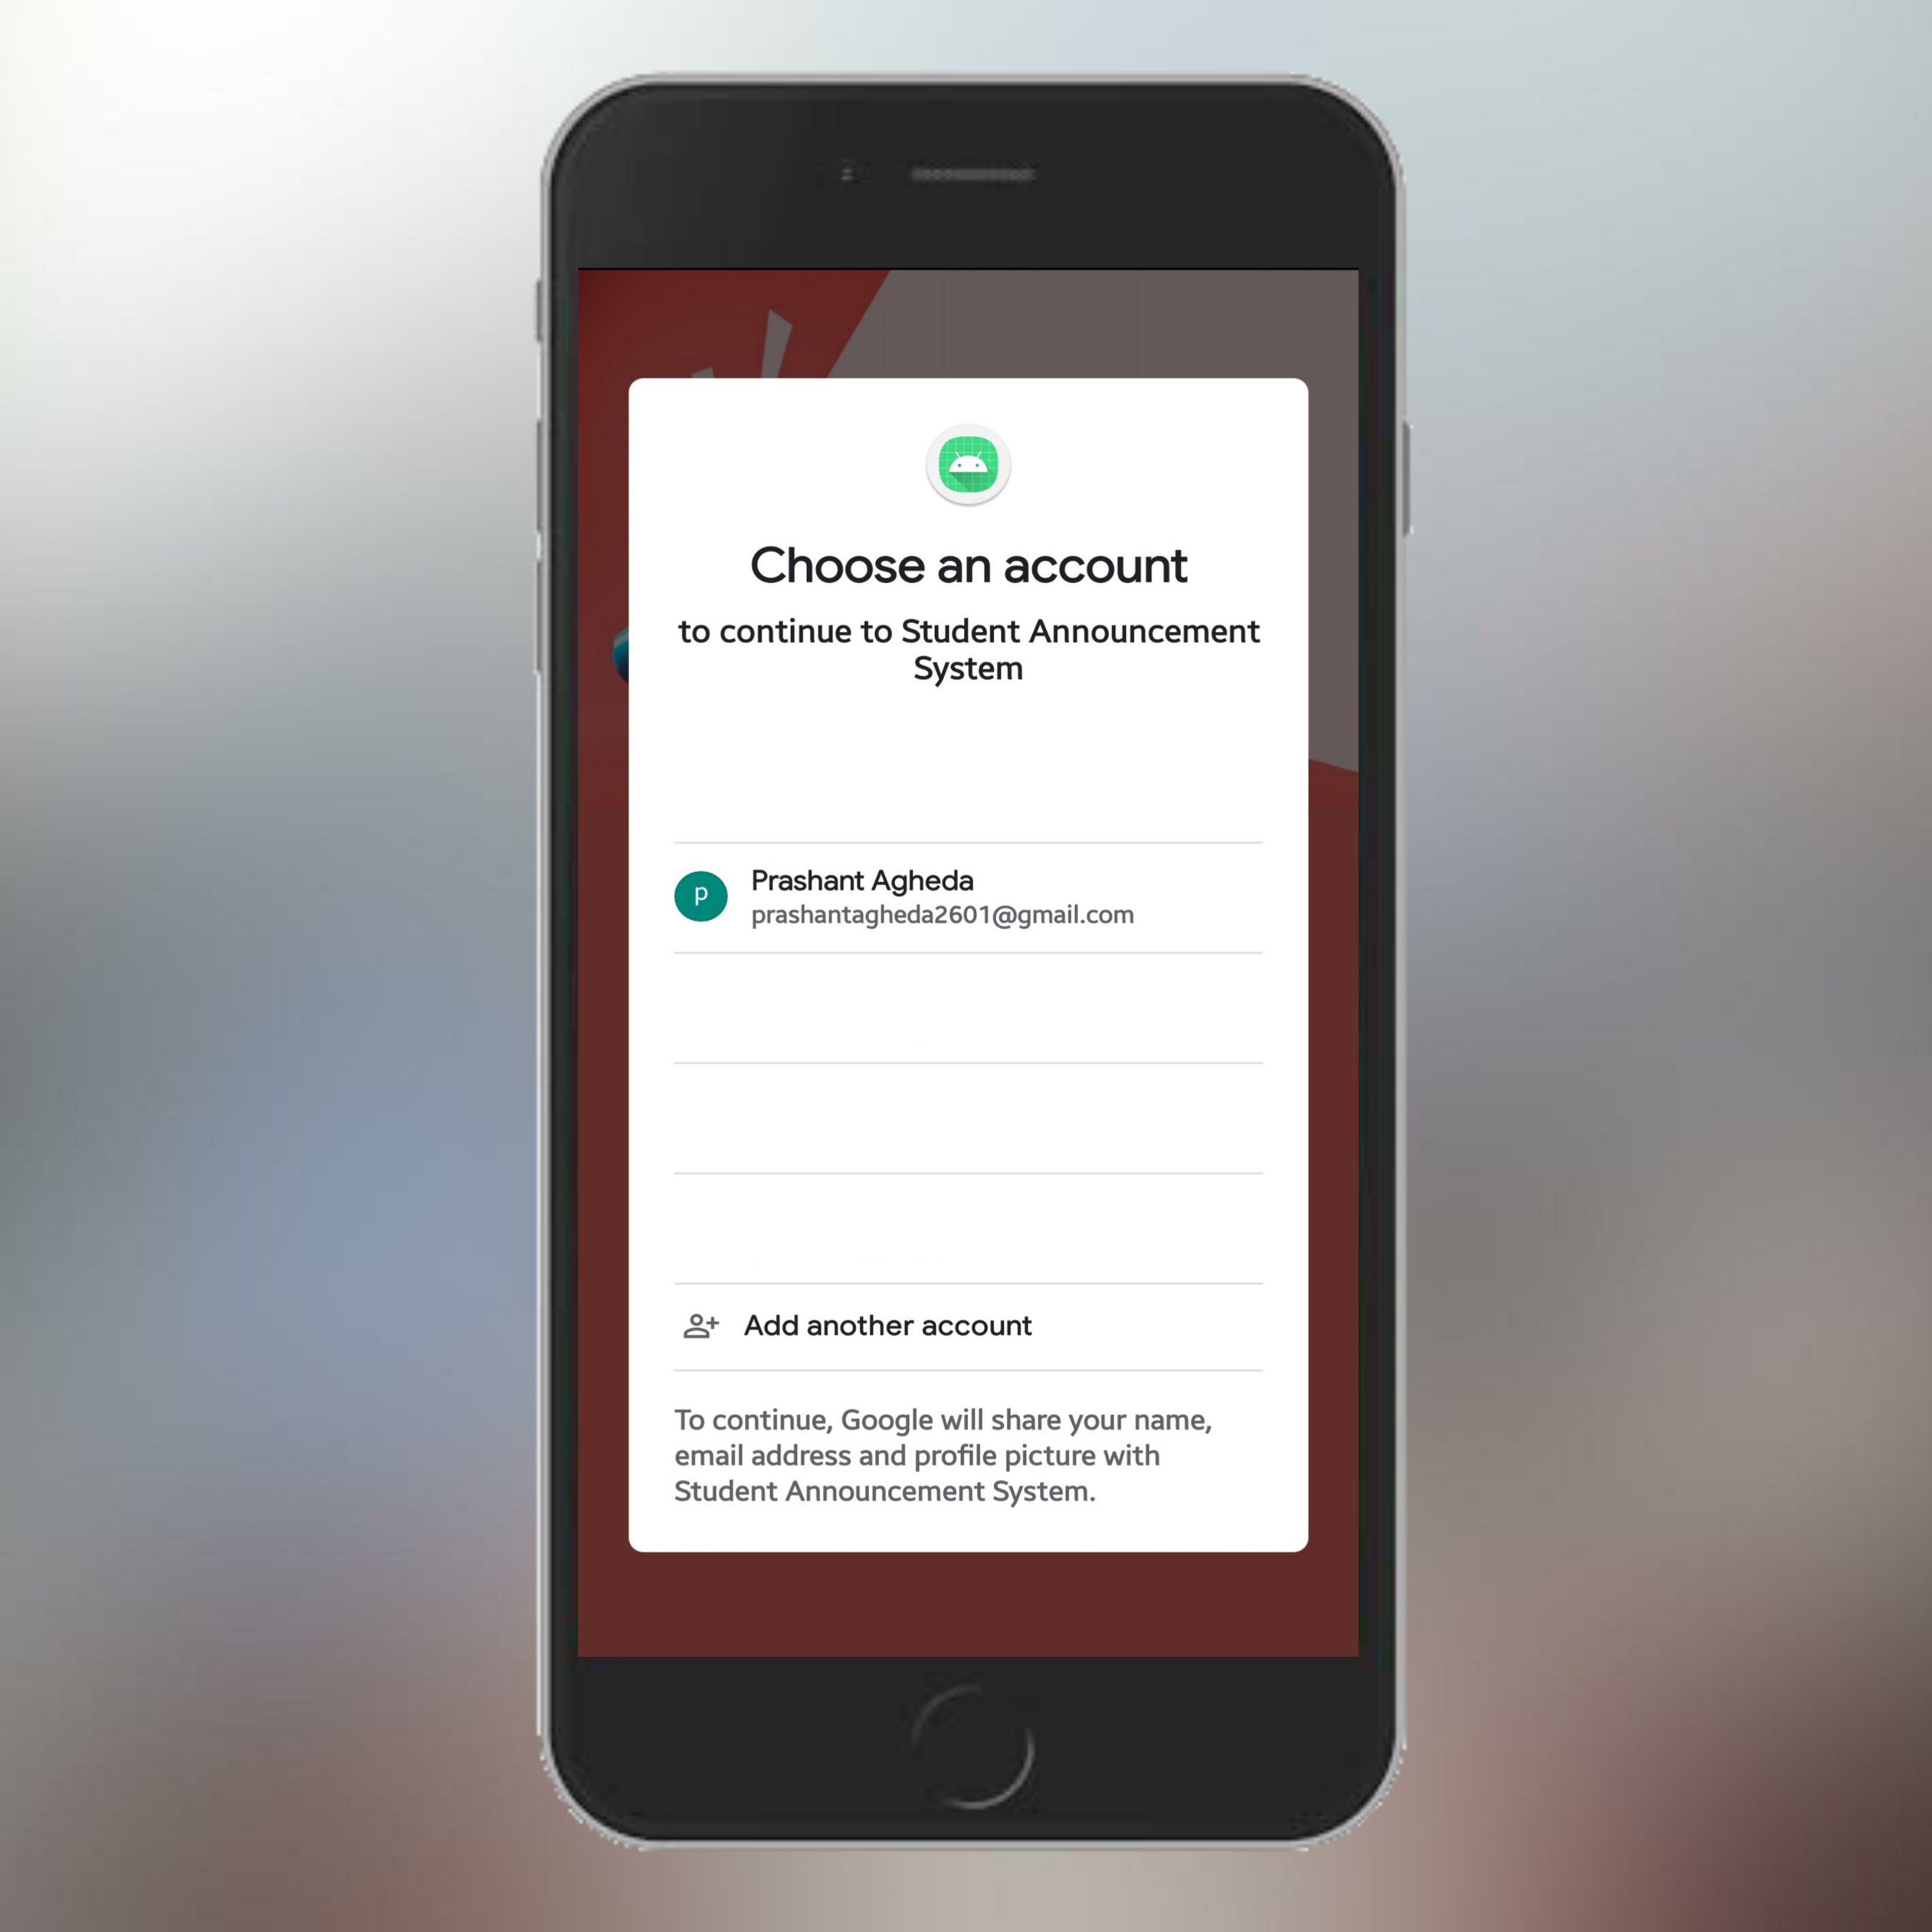 Choose an account
to continue to Student Announcement
System
P
Prashant Agheda
prashantagheda2601@gmail.com
Add another account
To continue, Google will share your name,
email address and profile picture with
Student Announcement System.